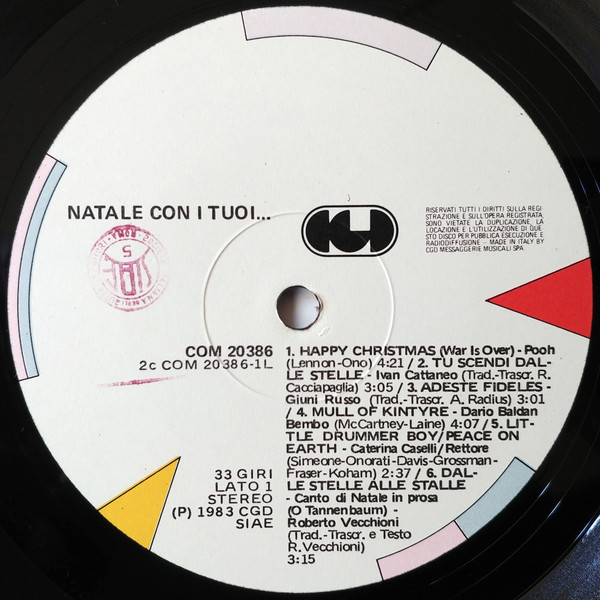 NATALE CON I TUOI...
CGD
RISERVATI TUTTI I DIRITTI SULLA REGI-
STRAZIONE E SULL'OPERA REGISTRATA,
SONO VIETATE LA DUPLICAZIONE, LA
LOCAZIONE E L'UTILIZZAZIONE DI QUE-
STO DISCO PER PUBBLICA ESECUZIONE E
RADIODIFFUSIONE - MADE IN ITALY BY
CGD MESSAGGERIE MUSICALI SPA
SIAE
5
ROMA
COM 20386
2c COM 20386-1L
1. HAPPY CHRISTMAS (War Is Over) - Pooh
(Lennon-Ono) 4:21 / 2. TU SCENDI DAL-
LE STELLE - Ivan Cattaneo (Trad.-Trascr. R.
Cacciapaglia) 3:05 / 3. ADESTE FIDELES -
Giuni Russo (Trad.-Trascr. A. Radius) 3:01
/ 4. MULL OF KINTYRE - Dario Baldan
Bembo (McCartney-Laine) 4:07 / 5. LIT-
TLE DRUMMER BOY/PEACE ON
EARTH - Caterina Caselli/Rettore
(Simeone-Onorati-Davis-Grossman-
Fraser-Koham) 2:37 / 6. DAL-
LE STELLE ALLE STALLE
- Canto di Natale in prosa
(O Tannenbaum) -
Roberto Vecchioni
(Trad.-Trascr. e Testo
R.Vecchioni)
3:15
33 GIRI
LATO 1
STEREO
(P) 1983 CGD
SIAE